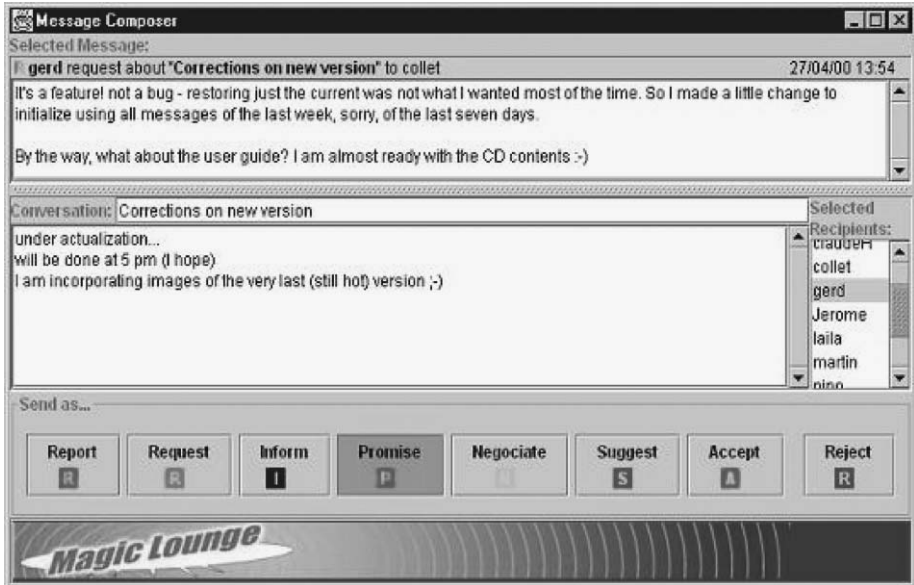 Message Composer
Selected Message:
R gerd request about "Corrections on new version" to collet 27/04/00 13:54
It's a feature! not a bug - restoring just the current was not what I wanted most of the time. So I made a little change to
initialize using all messages of the last week, sorry, of the last seven days.
By the way, what about the user guide? I am almost ready with the CD contents :-)
Conversation: Corrections on new version
Selected
Recipients:
under actualization...
will be done at 5 pm (I hope)
I am incorporating images of the very last (still hot) version ;-)
claudeH
collet
gerd
Jerome
laila
martin
nino
Send as...
Report Request Inform Promise Negociate Suggest Accept Reject
R R I P N S A R
Magic Lounge